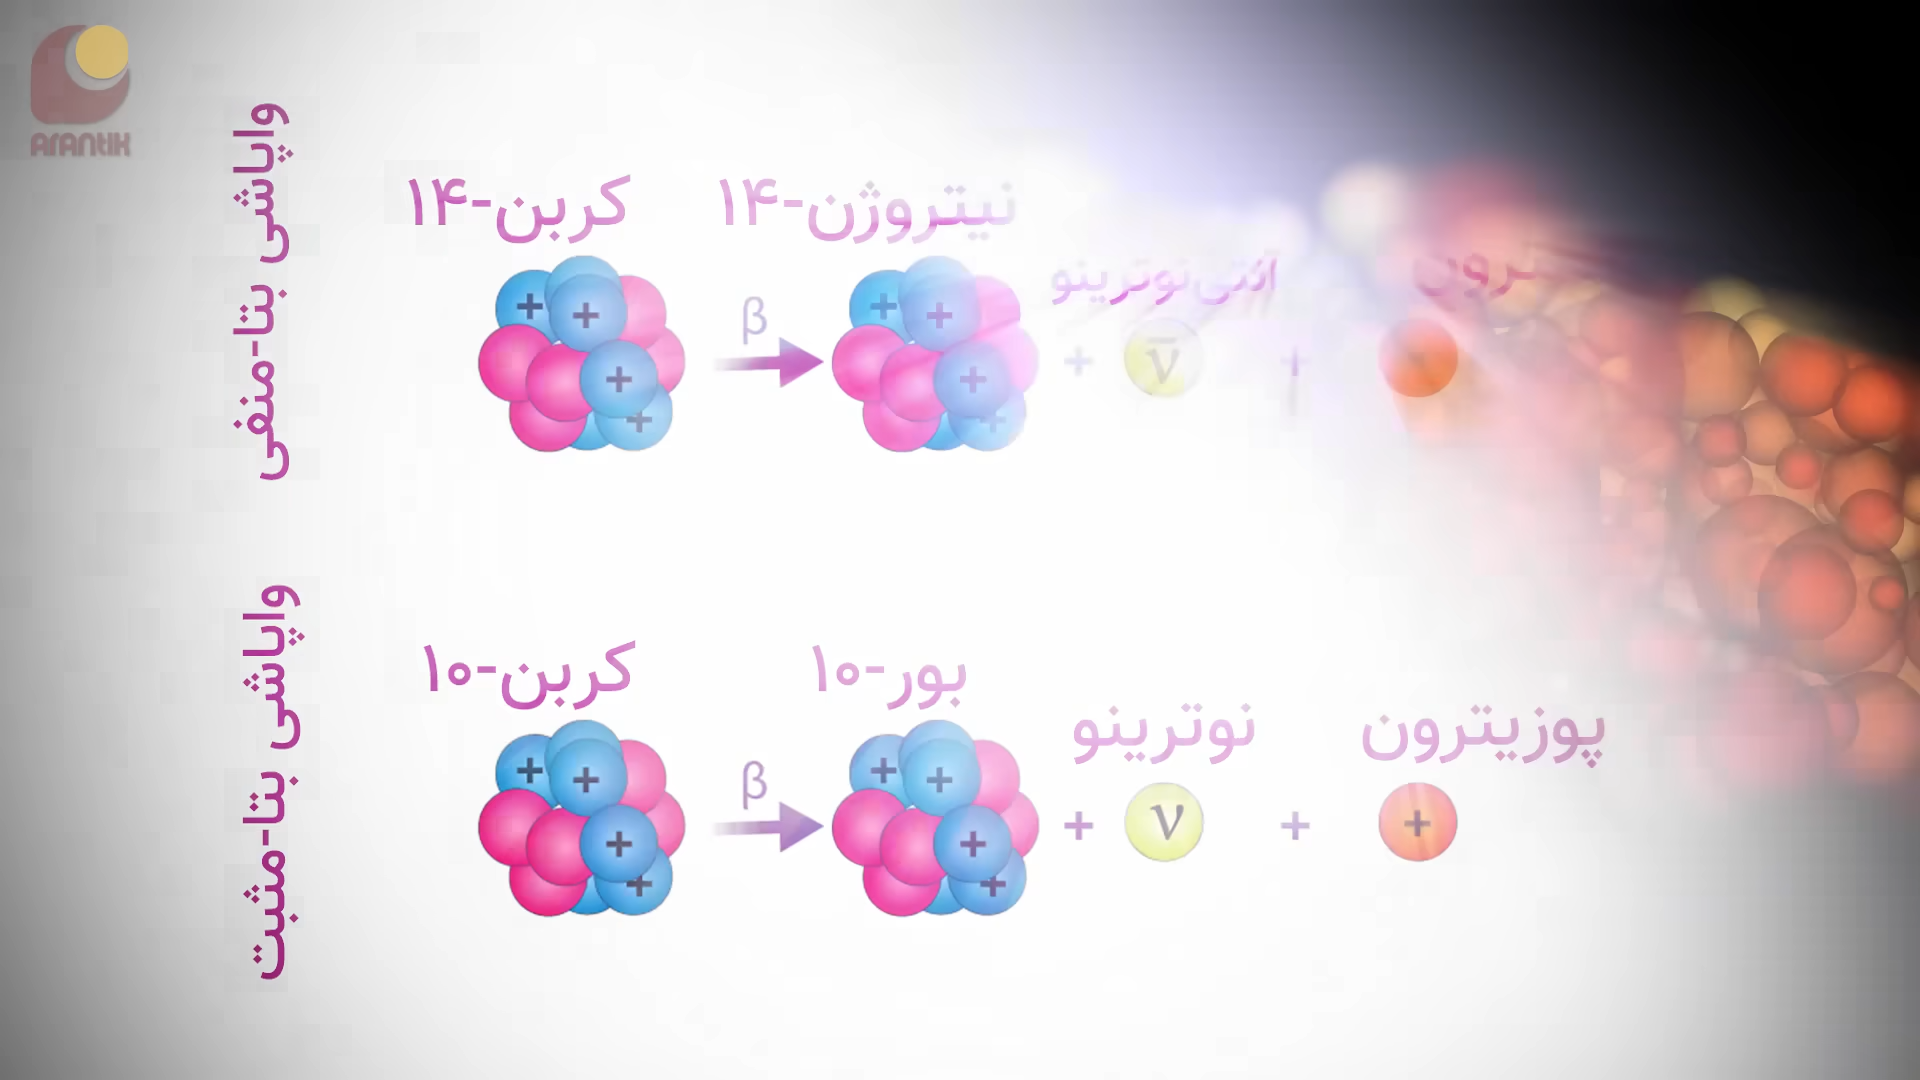 ARANTIK
واپاشی بتا-منفی
کربن-۱۴
β
نیتروژن-۱۴
+
آنتی‌نوترینو
ν̄
+
واپاشی بتا-مثبت
کربن-۱۰
β
بور-۱۰
+
نوترینو
ν
+
پوزیترون
+